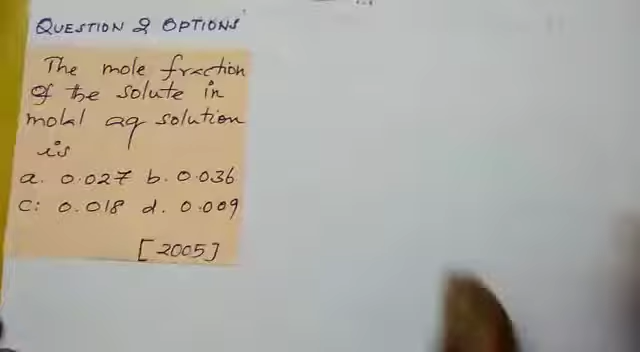 QUESTION 2 OPTIONS
The mole fraction
of the solute in
molal aq solution
is
a. 0.027 b. 0.036
C: 0.018 d. 0.009
[2005]